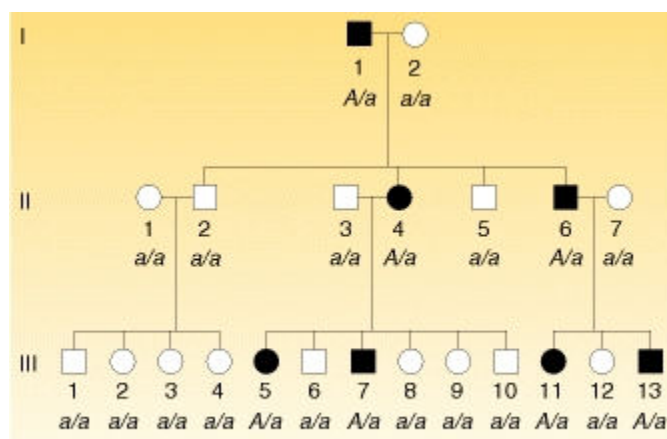 I
1 2
A/a a/a
II
1 2 3 4 5 6 7
a/a a/a a/a A/a a/a A/a a/a
III
1 2 3 4 5 6 7 8 9 10 11 12 13
a/a a/a a/a a/a A/a a/a A/a a/a a/a a/a A/a a/a A/a